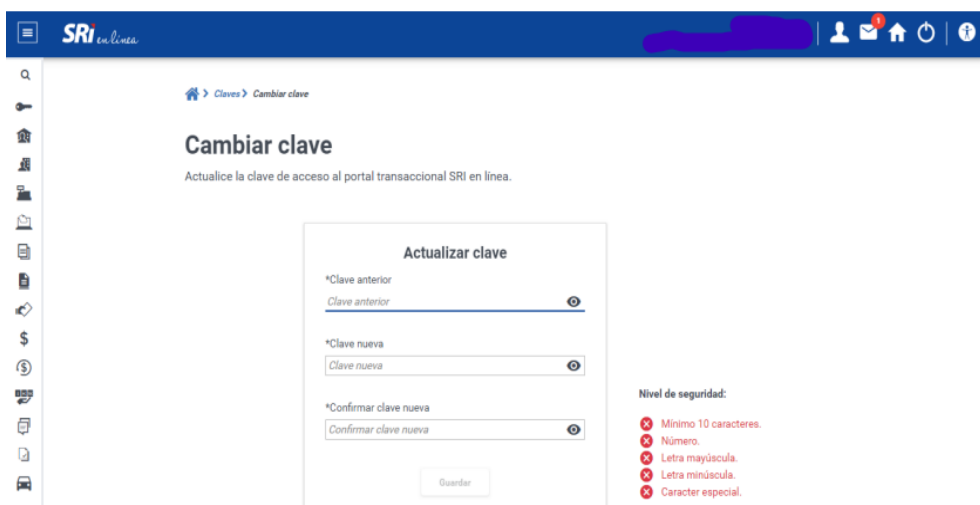 SRi en línea
1
Claves > Cambiar clave
Cambiar clave
Actualice la clave de acceso al portal transaccional SRI en línea.
Actualizar clave
*Clave anterior
Clave anterior
*Clave nueva
Clave nueva
*Confirmar clave nueva
Confirmar clave nueva
Guardar
Nivel de seguridad:
Mínimo 10 caracteres.
Número.
Letra mayúscula.
Letra minúscula.
Caracter especial.